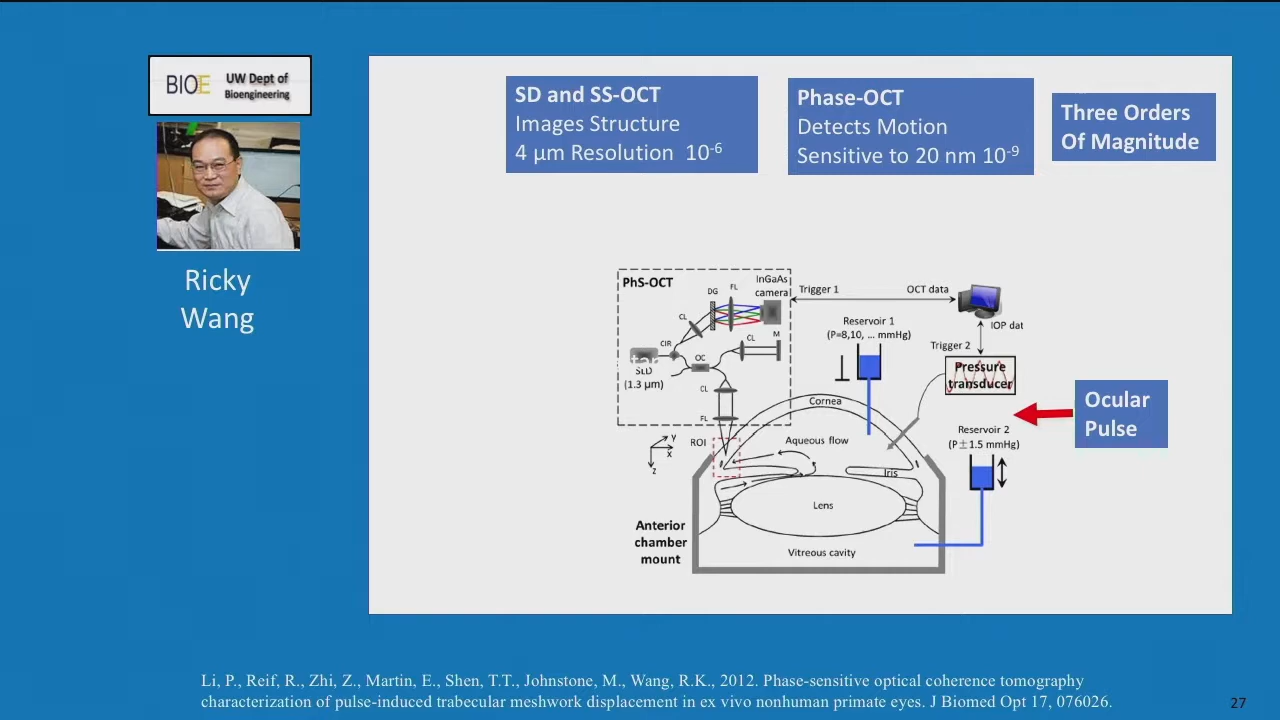 BIOE
UW Dept of
Bioengineering
Ricky
Wang
SD and SS-OCT
Images Structure
4 µm Resolution 10-6
Phase-OCT
Detects Motion
Sensitive to 20 nm 10-9
Three Orders
Of Magnitude
PhS-OCT
DG
FL
InGaAs
camera
CL
CIR
SLD
(1.3 µm)
OC
CL
M
CL
FL
Trigger 1
OCT data
IOP dat
Trigger 2
Pressure
transducer
Reservoir 1
(P=8,10, ... mmHg)
Ocular
Pulse
Reservoir 2
(P±1.5 mmHg)
Cornea
Aqueous flow
ROI
y
x
z
Iris
Lens
Vitreous cavity
Anterior
chamber
mount
Li, P., Reif, R., Zhi, Z., Martin, E., Shen, T.T., Johnstone, M., Wang, R.K., 2012. Phase-sensitive optical coherence tomography
characterization of pulse-induced trabecular meshwork displacement in ex vivo nonhuman primate eyes. J Biomed Opt 17, 076026.
27